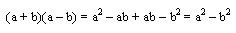 (a + b)(a – b) = a² – ab + ab – b² = a² – b²